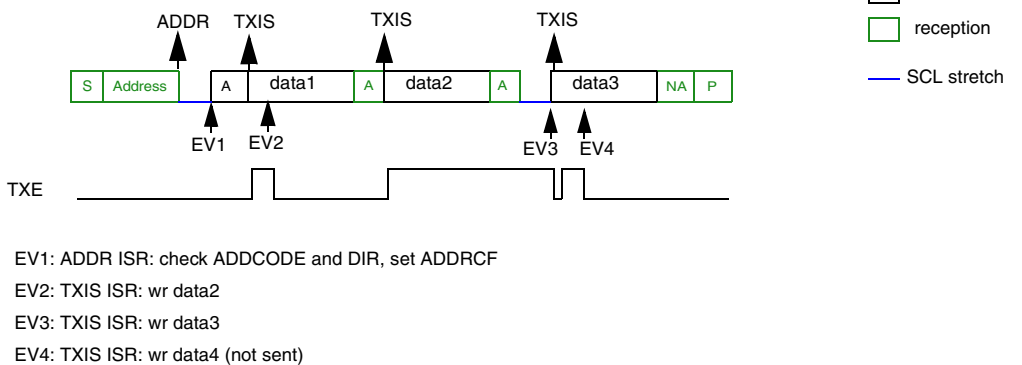 ADDR TXIS TXIS TXIS
reception
SCL stretch
S Address A data1 A data2 A data3 NA P
EV1 EV2 EV3 EV4
TXE
EV1: ADDR ISR: check ADDCODE and DIR, set ADDRCF
EV2: TXIS ISR: wr data2
EV3: TXIS ISR: wr data3
EV4: TXIS ISR: wr data4 (not sent)